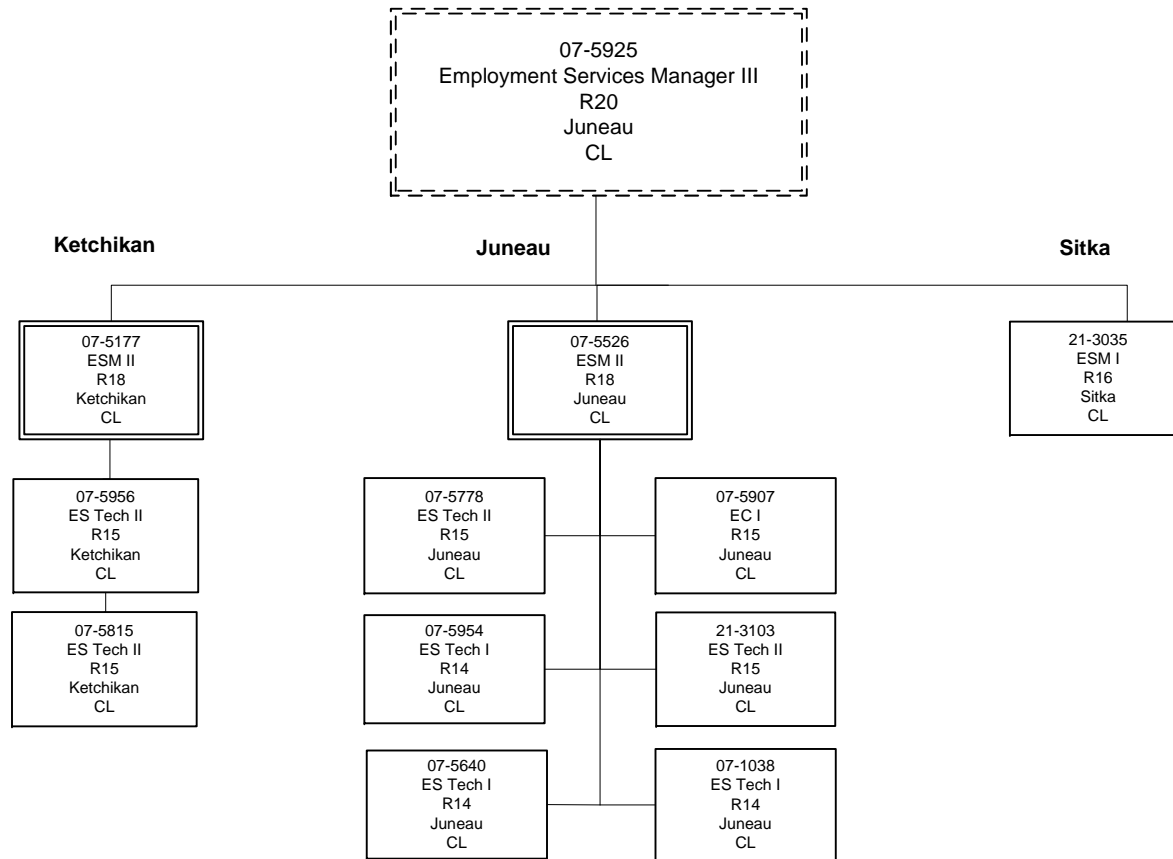 07-5925
Employment Services Manager III
R20
Juneau
CL
Ketchikan
Juneau
Sitka
07-5177
ESM II
R18
Ketchikan
CL
07-5526
ESM II
R18
Juneau
CL
21-3035
ESM I
R16
Sitka
CL
07-5956
ES Tech II
R15
Ketchikan
CL
07-5778
ES Tech II
R15
Juneau
CL
07-5907
EC I
R15
Juneau
CL
07-5815
ES Tech II
R15
Ketchikan
CL
07-5954
ES Tech I
R14
Juneau
CL
21-3103
ES Tech II
R15
Juneau
CL
07-5640
ES Tech I
R14
Juneau
CL
07-1038
ES Tech I
R14
Juneau
CL